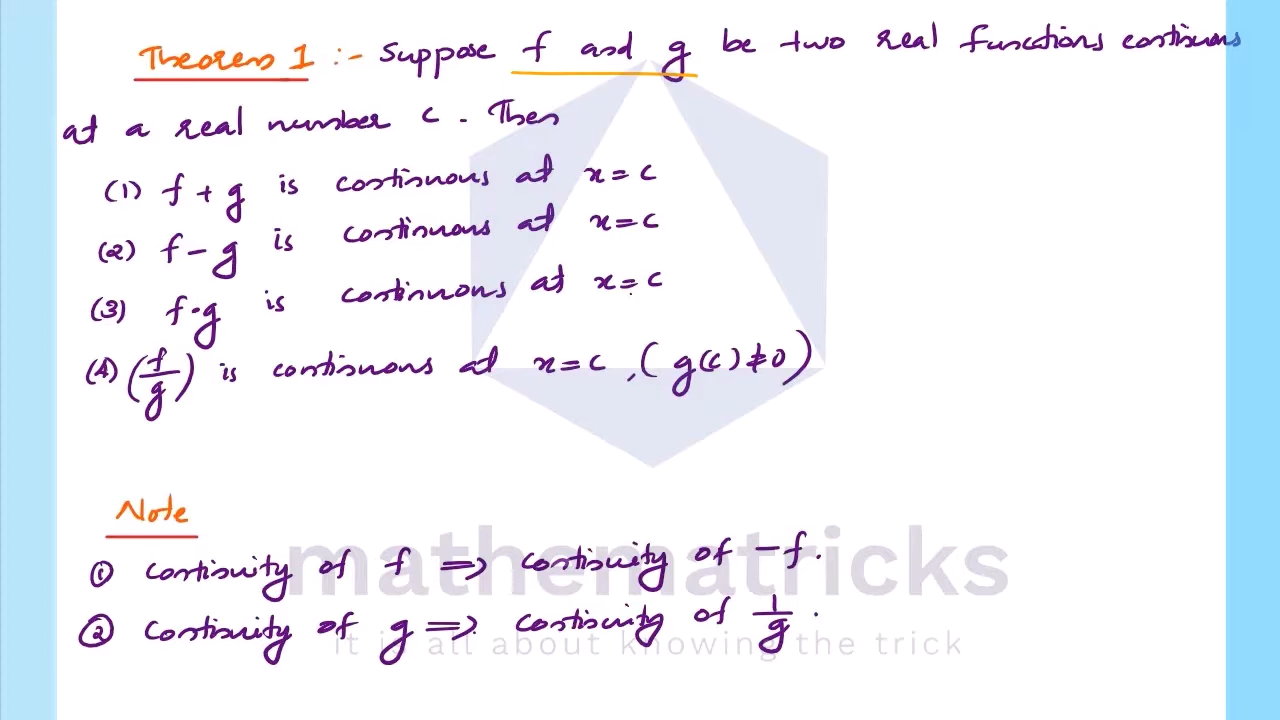 Theorem 1 :- Suppose f and g be two real functions continuous
at a real number c. Then
(1) f + g is continuous at x = c
(2) f - g is continuous at x = c
(3) f · g is continuous at x = c
(4) (f/g) is continuous at x = c, (g(c) ≠ 0)
Note
① continuity of f ⇒ continuity of -f.
② continuity of g ⇒ continuity of 1/g.
mathematricks
It is all about knowing the trick